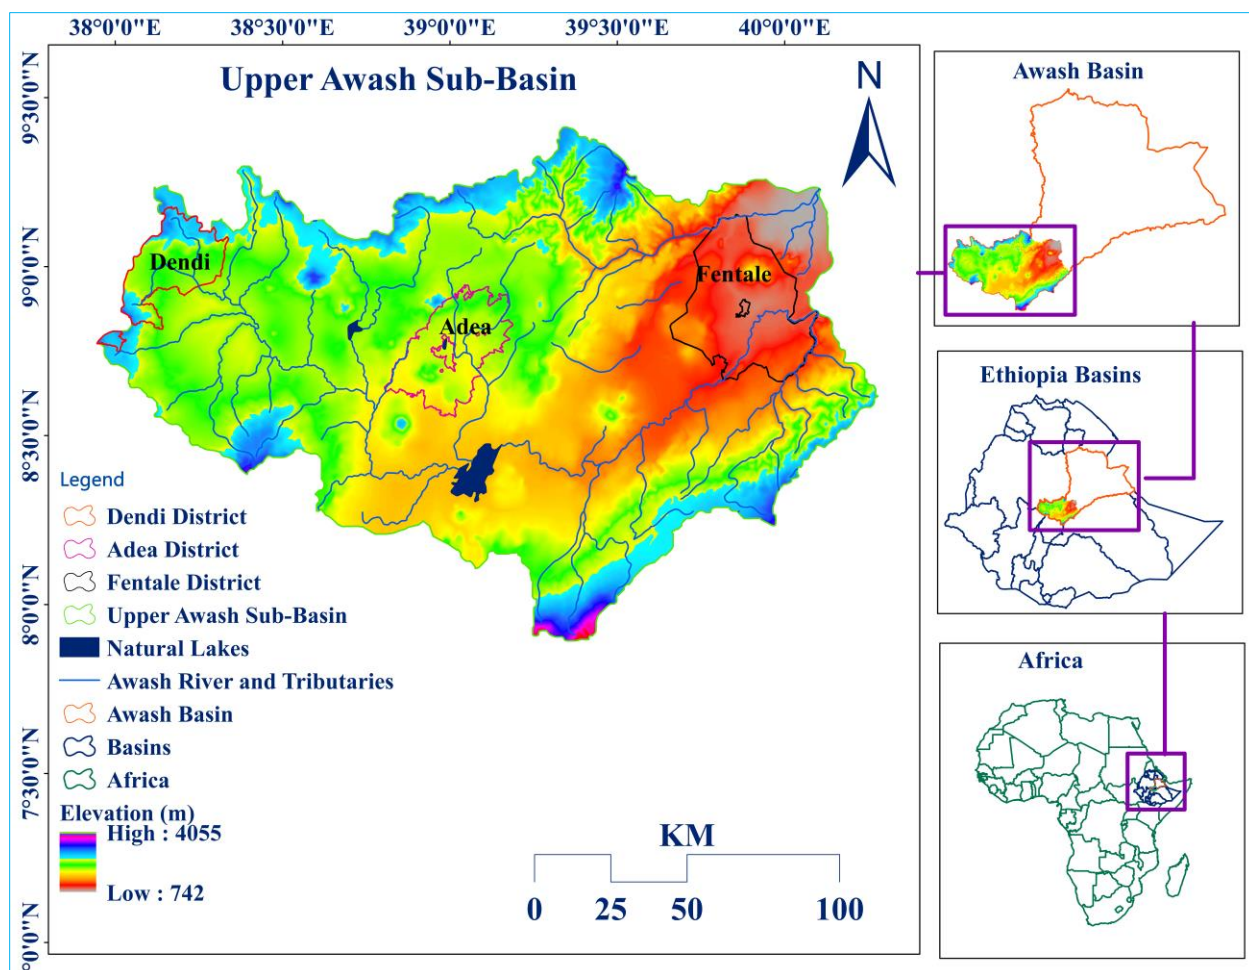 38°0'0"E 38°30'0"E 39°0'0"E 39°30'0"E 40°0'0"E
Upper Awash Sub-Basin
N
9°30'0"N
9°0'0"N
8°30'0"N
8°0'0"N
7°30'0"N
°0'0"N
Dendi
Adea
Fentale
Legend
Dendi District
Adea District
Fentale District
Upper Awash Sub-Basin
Natural Lakes
Awash River and Tributaries
Awash Basin
Basins
Africa
Elevation (m)
High : 4055
Low : 742
KM
0 25 50 100
Awash Basin
Ethiopia Basins
Africa